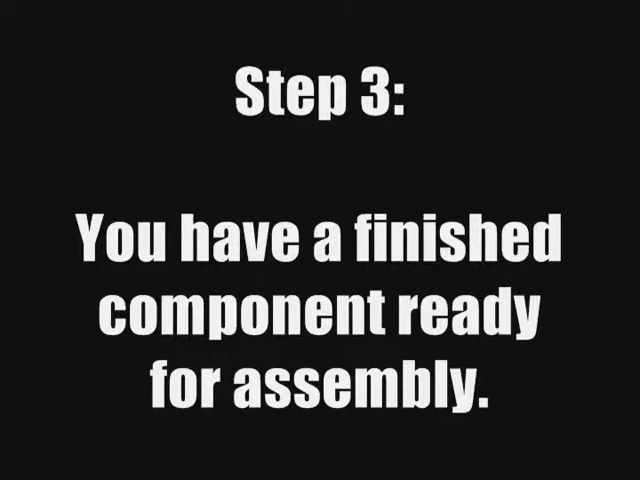 Step 3:
You have a finished
component ready
for assembly.